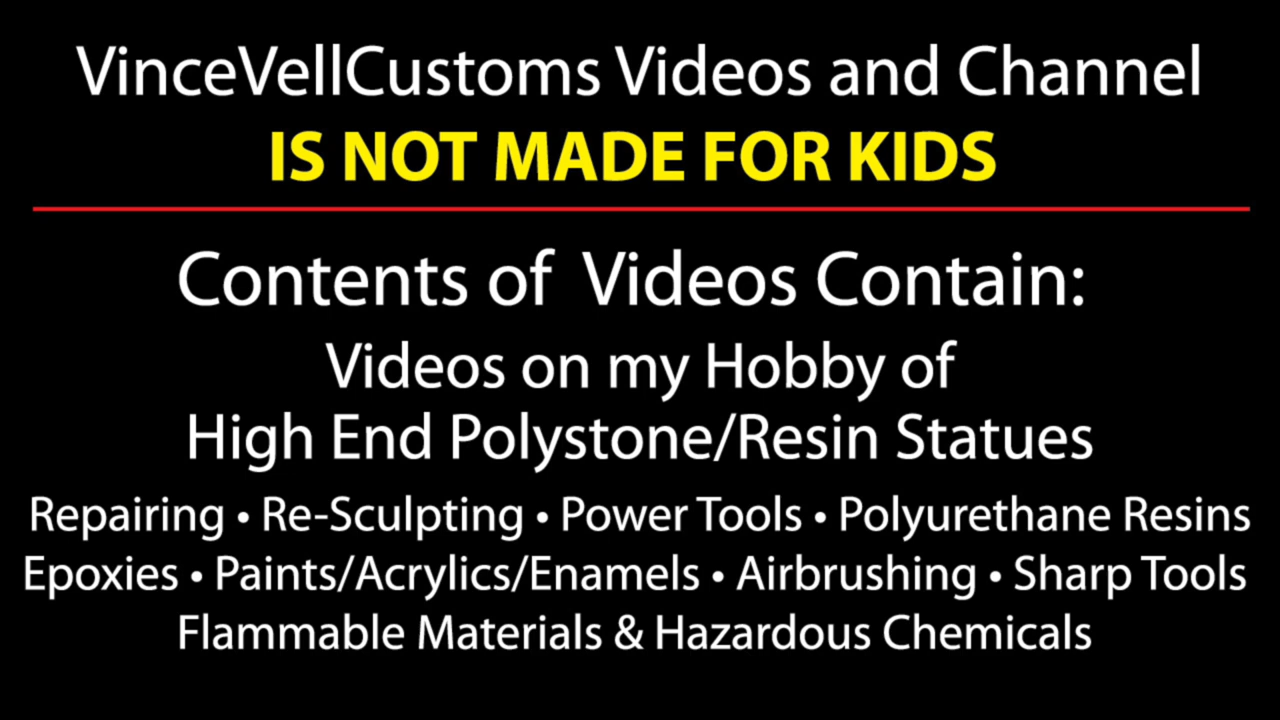 VinceVellCustoms Videos and Channel
IS NOT MADE FOR KIDS
Contents of Videos Contain:
Videos on my Hobby of
High End Polystone/Resin Statues
Repairing • Re-Sculpting • Power Tools • Polyurethane Resins
Epoxies • Paints/Acrylics/Enamels • Airbrushing • Sharp Tools
Flammable Materials & Hazardous Chemicals